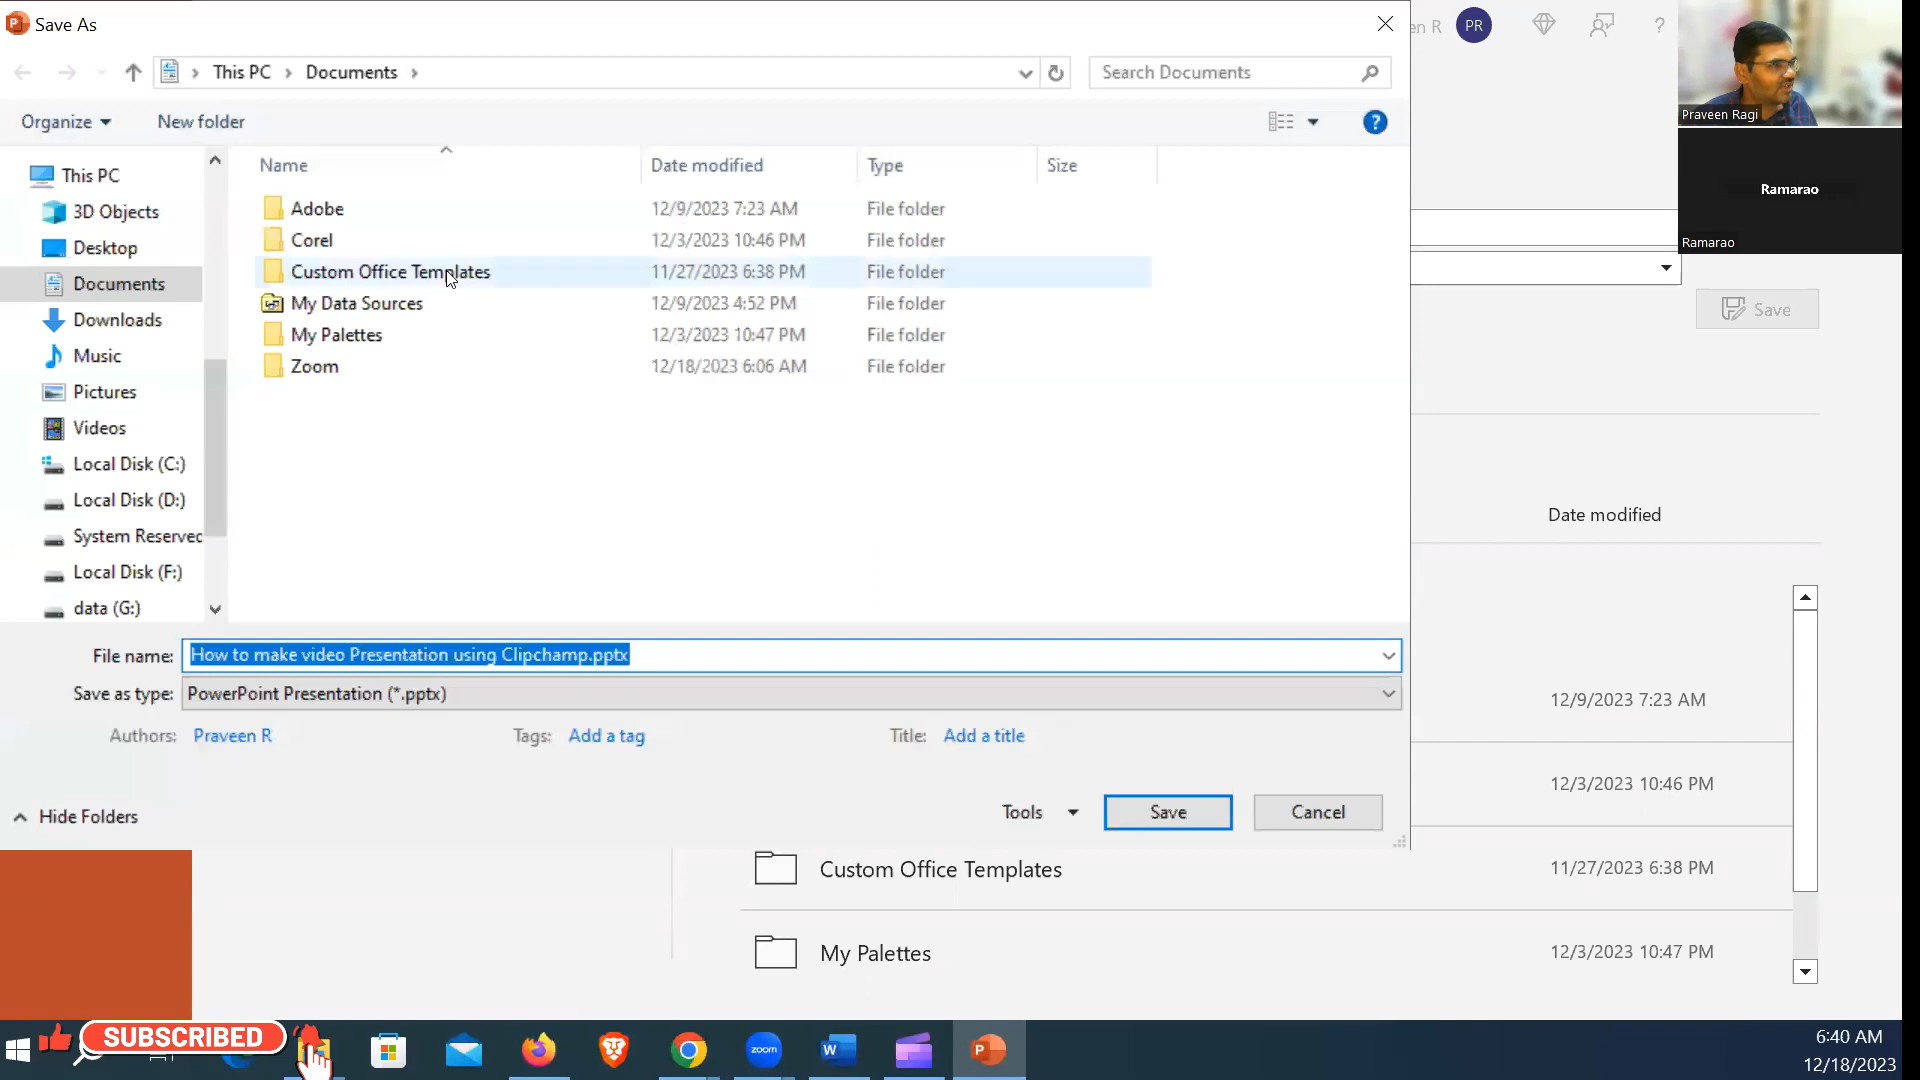 Save As
en R
PR
?
Praveen Ragi
This PC
Documents
Search Documents
Organize
New folder
?
Name
Date modified
Type
Size
This PC
3D Objects
Desktop
Documents
Downloads
Music
Pictures
Videos
Local Disk (C:)
Local Disk (D:)
System Reserved
Local Disk (F:)
data (G:)
Adobe
12/9/2023 7:23 AM
File folder
Corel
12/3/2023 10:46 PM
File folder
Custom Office Templates
11/27/2023 6:38 PM
File folder
My Data Sources
12/9/2023 4:52 PM
File folder
My Palettes
12/3/2023 10:47 PM
File folder
Zoom
12/18/2023 6:06 AM
File folder
Ramarao
Ramarao
Save
Date modified
File name: How to make video Presentation using Clipchamp.pptx
Save as type: PowerPoint Presentation (*.pptx)
Authors: Praveen R
Tags: Add a tag
Title: Add a title
Hide Folders
Tools
Save
Cancel
12/9/2023 7:23 AM
12/3/2023 10:46 PM
Custom Office Templates
11/27/2023 6:38 PM
My Palettes
12/3/2023 10:47 PM
SUBSCRIBED
zoom
W
P
6:40 AM
12/18/2023